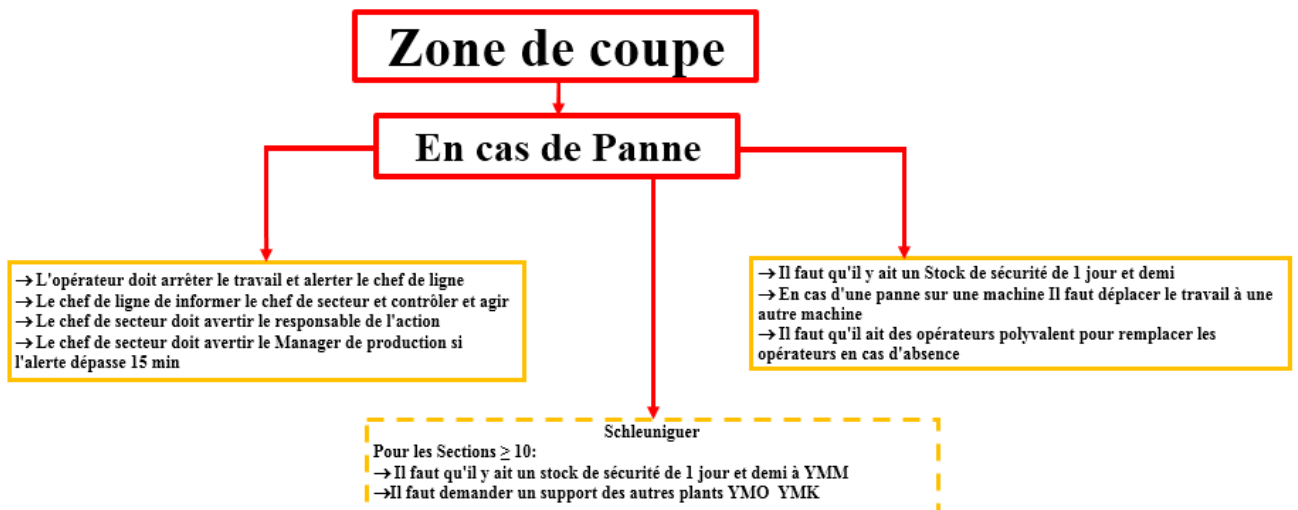 Zone de coupe
En cas de Panne
→ L'opérateur doit arrêter le travail et alerter le chef de ligne
→ Le chef de ligne de informer le chef de secteur et contrôler et agir
→ Le chef de secteur doit avertir le responsable de l'action
→ Le chef de secteur doit avertir le Manager de production si
l'alerte dépasse 15 min
→ Il faut qu'il y ait un Stock de sécurité de 1 jour et demi
→ En cas d'une panne sur une machine Il faut déplacer le travail à une
autre machine
→ Il faut qu'il ait des opérateurs polyvalent pour remplacer les
opérateurs en cas d'absence
Schleuniguer
Pour les Sections ≥ 10:
→ Il faut qu'il y ait un stock de sécurité de 1 jour et demi à YMM
→Il faut demander un support des autres plants YMO YMK